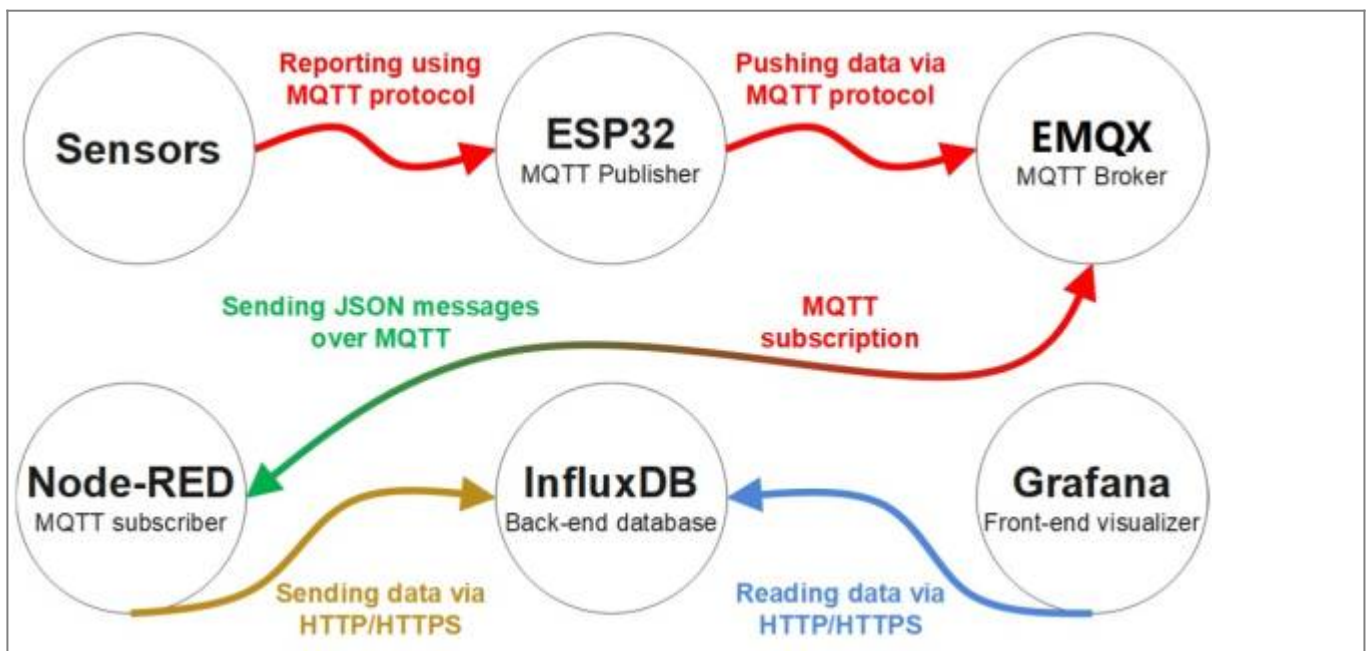 Reporting using
MQTT protocol
Pushing data via
MQTT protocol
Sensors
ESP32
MQTT Publisher
EMQX
MQTT Broker
Sending JSON messages
over MQTT
MQTT
subscription
Node-RED
MQTT subscriber
InfluxDB
Back-end database
Grafana
Front-end visualizer
Sending data via
HTTP/HTTPS
Reading data via
HTTP/HTTPS